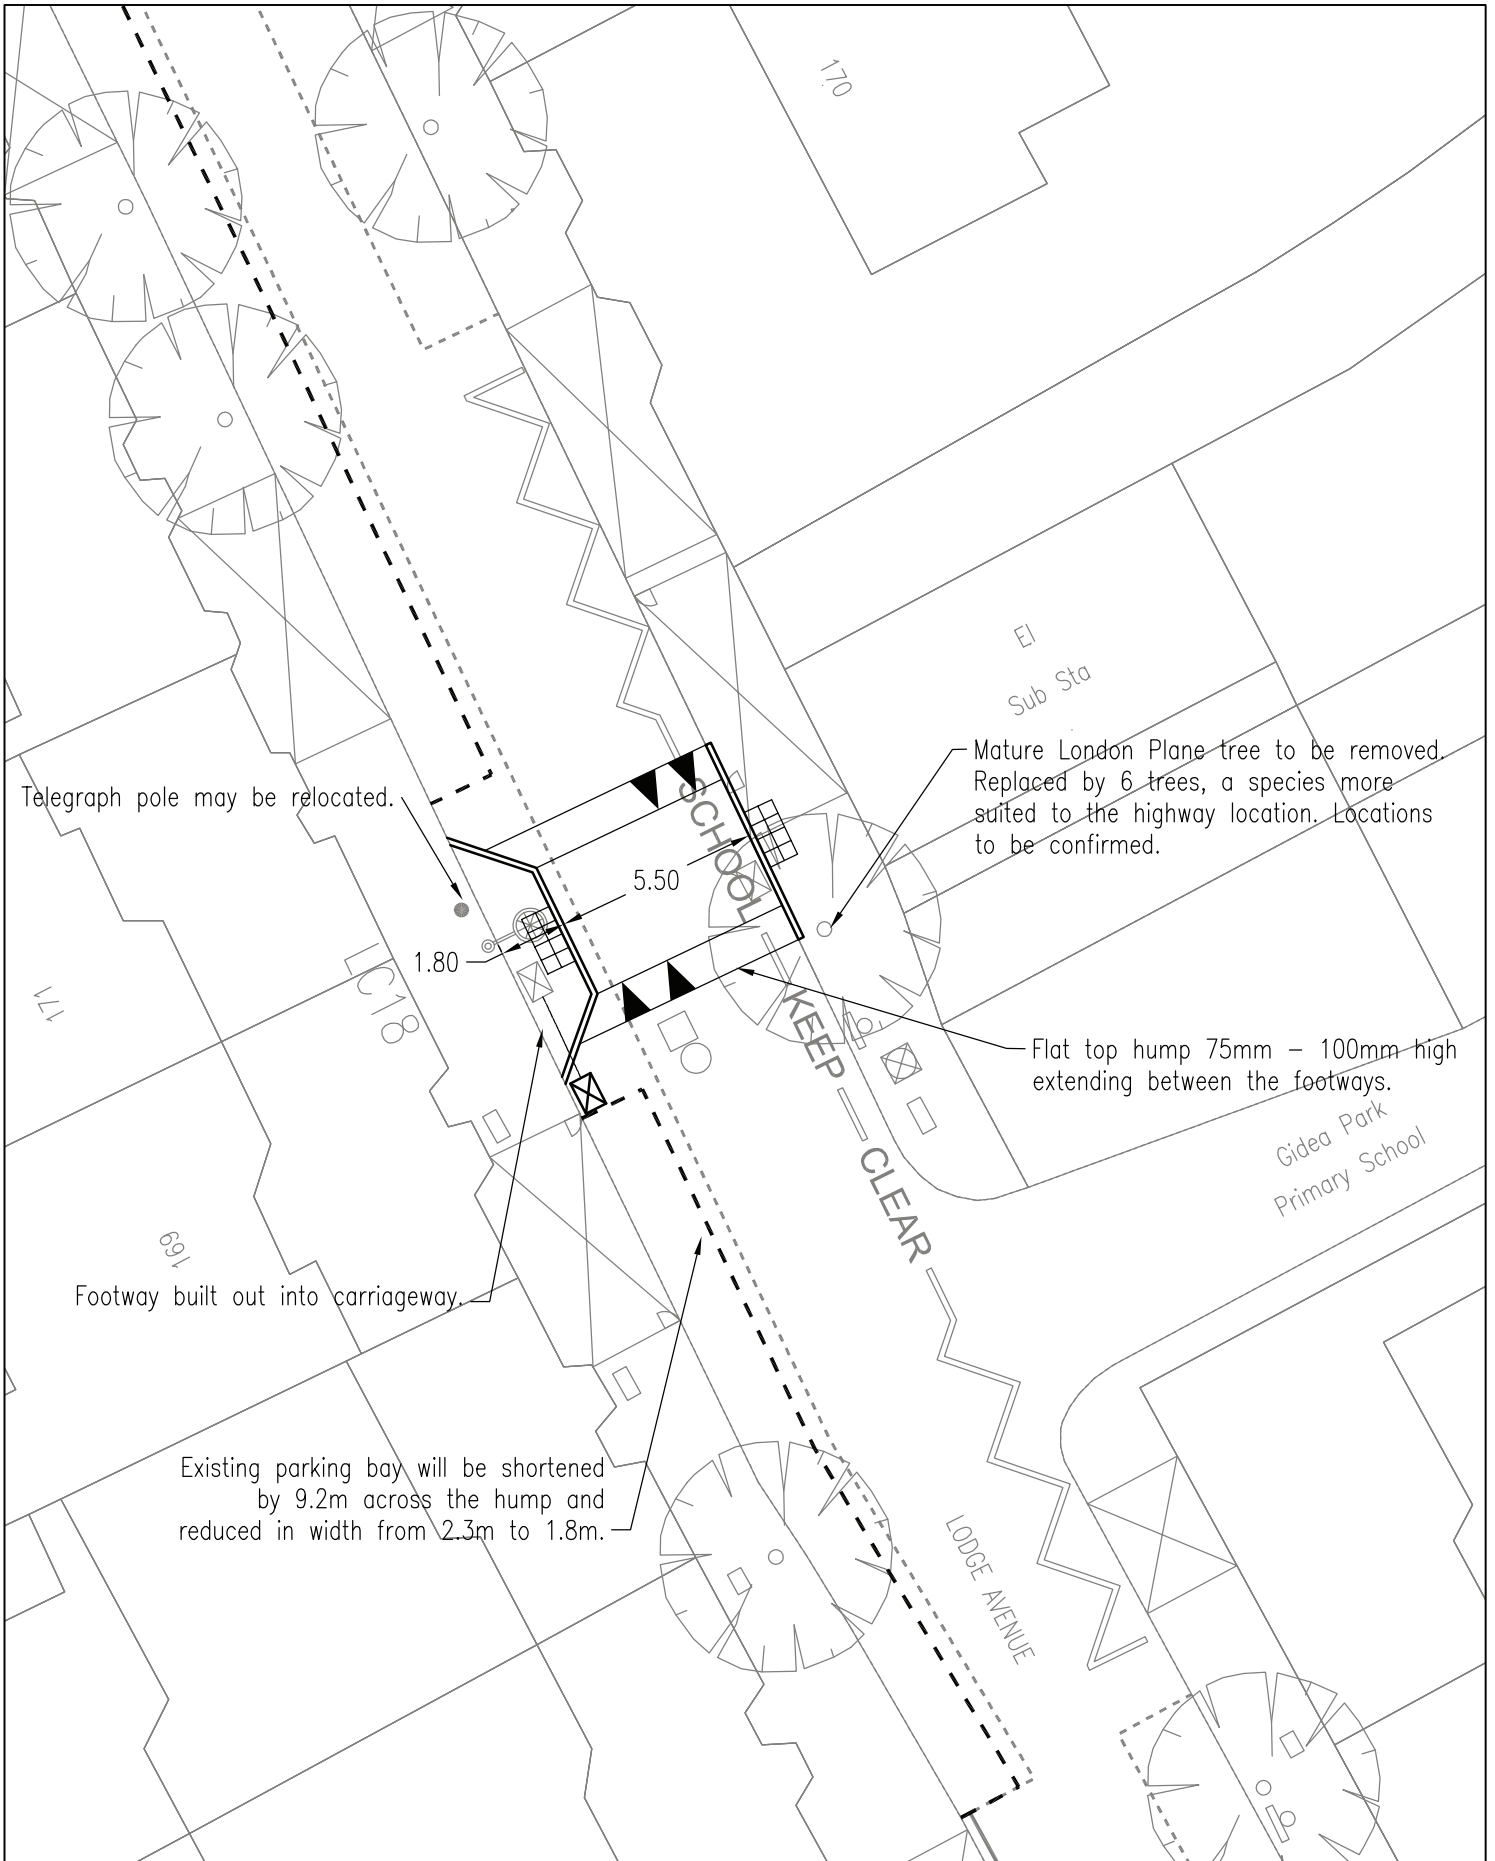 170
El
Sub Sta
Mature London Plane tree to be removed.
Replaced by 6 trees, a species more
suited to the highway location. Locations
to be confirmed.
Telegraph pole may be relocated.
SCHOOL
5.50
1.80
LC18
171
KEEP
Flat top hump 75mm – 100mm high
extending between the footways.
Gidea Park
Primary School
CLEAR
169
Footway built out into carriageway.
Existing parking bay will be shortened
by 9.2m across the hump and
reduced in width from 2.3m to 1.8m.
LODGE AVENUE